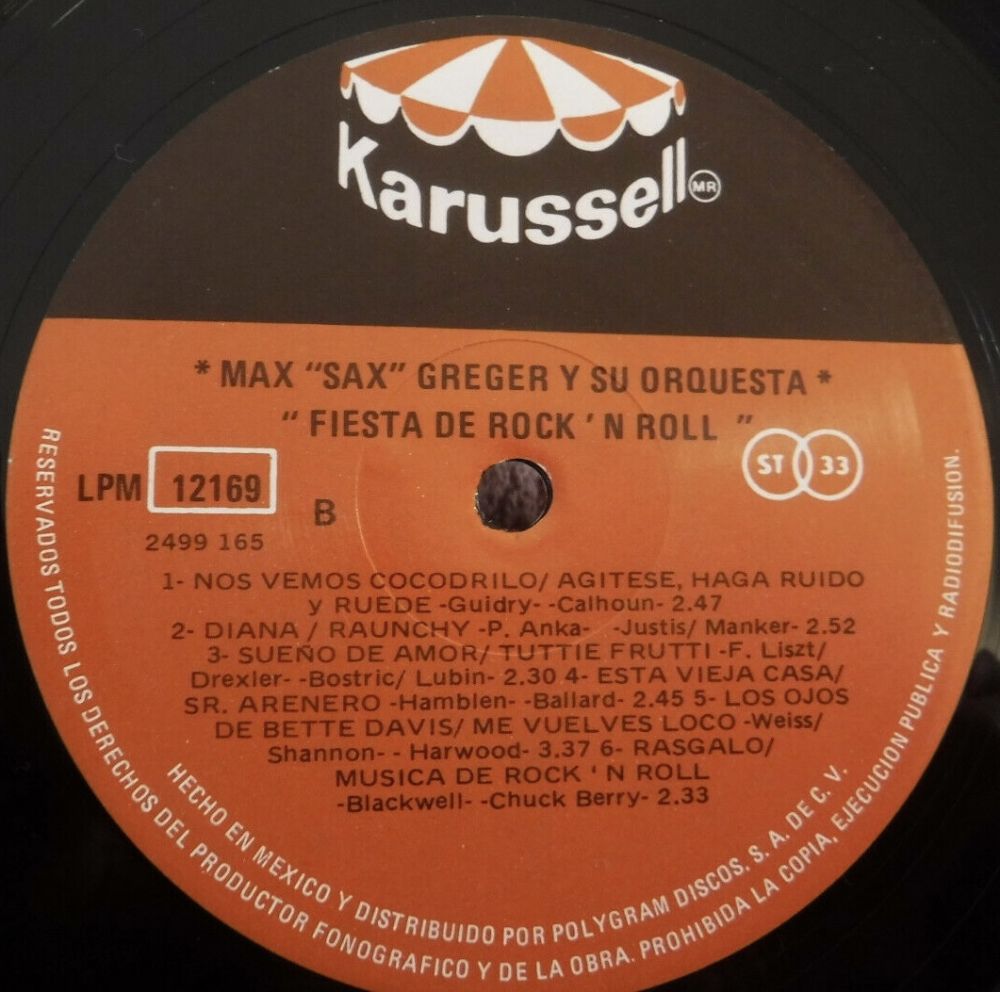 Karussell MR
* MAX "SAX" GREGER Y SU ORQUESTA *
" FIESTA DE ROCK 'N ROLL "
LPM 12169
B
ST 33
2499 165
1- NOS VEMOS COCODRILO/ AGITESE, HAGA RUIDO
y RUEDE -Guidry- -Calhoun- 2.47
2- DIANA / RAUNCHY -P. Anka- -Justis/ Manker- 2.52
3- SUEÑO DE AMOR/ TUTTIE FRUTTI -F. Liszt/
Drexler- -Bostric/ Lubin- 2.30 4- ESTA VIEJA CASA/
SR. ARENERO -Hamblen- -Ballard- 2.45 5- LOS OJOS
DE BETTE DAVIS/ ME VUELVES LOCO -Weiss/
Shannon- - Harwood- 3.37 6- RASGALO/
MUSICA DE ROCK 'N ROLL
-Blackwell- -Chuck Berry- 2.33
HECHO EN MEXICO Y DISTRIBUIDO POR POLYGRAM DISCOS, S. A. DE C. V.
RESERVADOS TODOS LOS DERECHOS DEL PRODUCTOR FONOGRAFICO Y DE LA OBRA. PROHIBIDA LA COPIA, EJECUCION PUBLICA Y RADIODIFUSION.